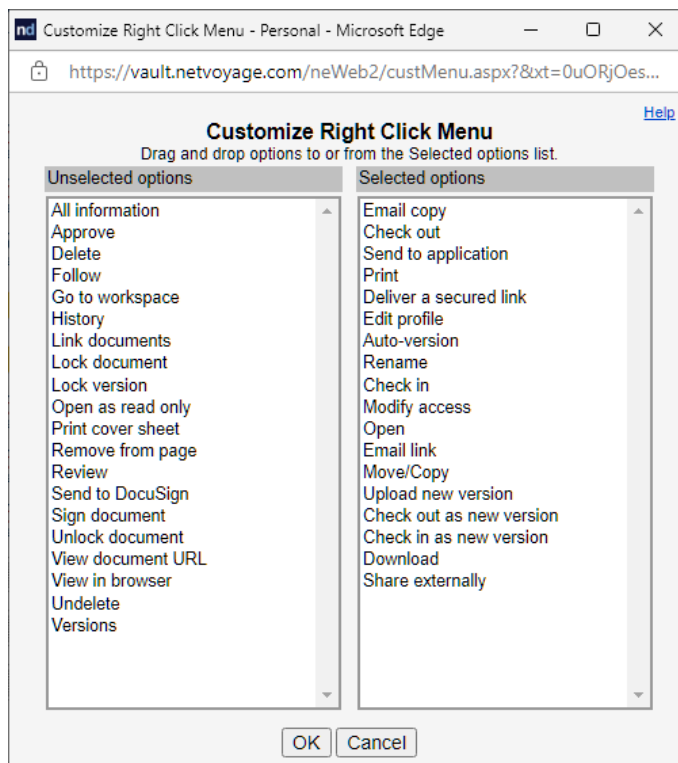 nd Customize Right Click Menu - Personal - Microsoft Edge
https://vault.netvoyage.com/neWeb2/custMenu.aspx?&xt=0uORjOes...
Help
Customize Right Click Menu
Drag and drop options to or from the Selected options list.
Unselected options
All information
Approve
Delete
Follow
Go to workspace
History
Link documents
Lock document
Lock version
Open as read only
Print cover sheet
Remove from page
Review
Send to DocuSign
Sign document
Unlock document
View document URL
View in browser
Undelete
Versions
Selected options
Email copy
Check out
Send to application
Print
Deliver a secured link
Edit profile
Auto-version
Rename
Check in
Modify access
Open
Email link
Move/Copy
Upload new version
Check out as new version
Check in as new version
Download
Share externally
OK Cancel